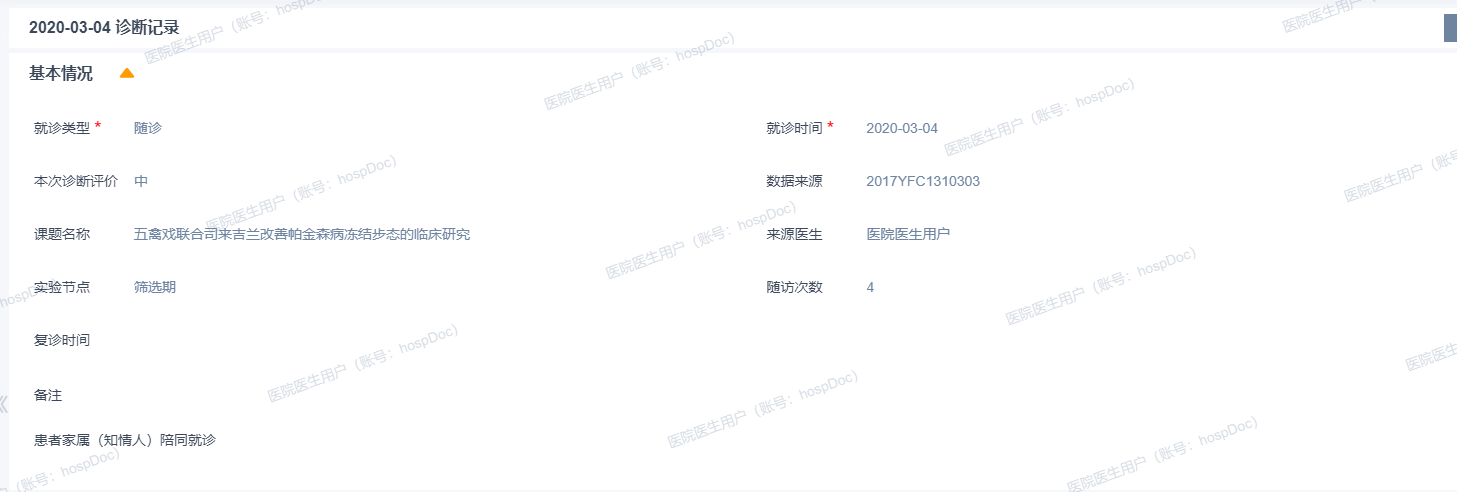 2020-03-04 诊断记录
基本情况
就诊类型 * 随诊 就诊时间 * 2020-03-04
本次诊断评价 中 数据来源 2017YFC1310303
课题名称 五禽戏联合司来吉兰改善帕金森病冻结步态的临床研究 来源医生 医院医生用户
实验节点 筛选期 随访次数 4
复诊时间
备注
患者家属（知情人）陪同就诊
医院医生用户（账号：hospDoc）